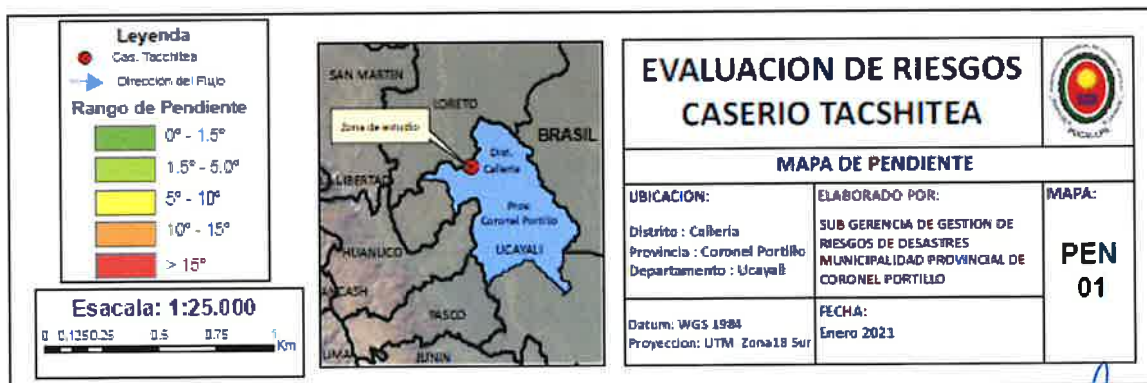 Leyenda
Cas. Tacchitea
Dirección del Flujo
Rango de Pendiente
0° - 1.5°
1.5° - 5.0°
5° - 10°
10° - 15°
> 15°
Esacala: 1:25.000
0 0.125 0.25 0.5 0.75 1
Km
SAN MARTIN
LORETO
Zona de estudio
BRASIL
Dist.
Calleria
LIBERTAD
Prov.
Coronel Portillo
HUANUCO
UCAYALI
ANCASH
PASCO
LIMA
JUNIN
EVALUACION DE RIESGOS
CASERIO TACSHITEA
PUCALLPA
MAPA DE PENDIENTE
UBICACION:
Distrito : Calleria
Provincia : Coronel Portillo
Departamento : Ucayali
Datum: WGS 1984
Proyeccion: UTM Zona18 Sur
ELABORADO POR:
SUB GERENCIA DE GESTION DE
RIESGOS DE DESASTRES
MUNICIPALIDAD PROVINCIAL DE
CORONEL PORTILLO
FECHA:
Enero 2021
MAPA:
PEN
01